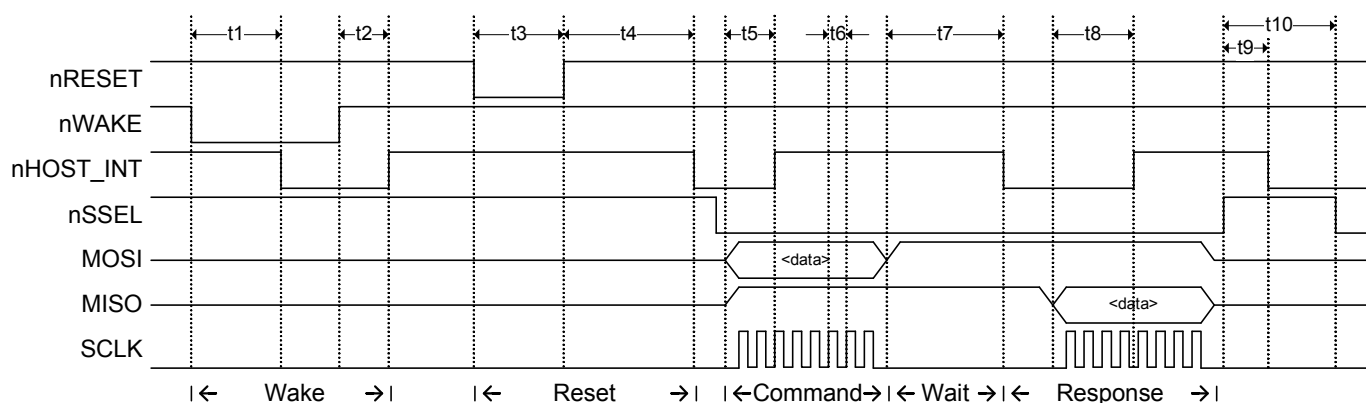 t1 t2 t3 t4 t5 t6 t7 t8 t10
t9
nRESET
nWAKE
nHOST_INT
nSSEL
MOSI <data>
MISO <data>
SCLK
|← Wake →| |← Reset →| |←Command→|← Wait →|← Response →|